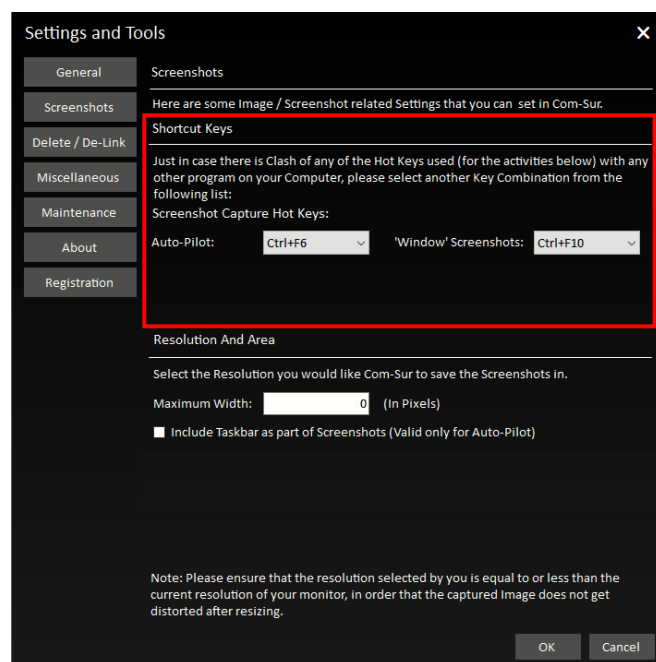 Settings and Tools
General
Screenshots
Delete / De-Link
Miscellaneous
Maintenance
About
Registration
Screenshots
Here are some Image / Screenshot related Settings that you can set in Com-Sur.
Shortcut Keys
Just in case there is Clash of any of the Hot Keys used (for the activities below) with any
other program on your Computer, please select another Key Combination from the
following list:
Screenshot Capture Hot Keys:
Auto-Pilot: Ctrl+F6 'Window' Screenshots: Ctrl+F10
Resolution And Area
Select the Resolution you would like Com-Sur to save the Screenshots in.
Maximum Width: 0 (In Pixels)
Include Taskbar as part of Screenshots (Valid only for Auto-Pilot)
Note: Please ensure that the resolution selected by you is equal to or less than the
current resolution of your monitor, in order that the captured Image does not get
distorted after resizing.
OK Cancel